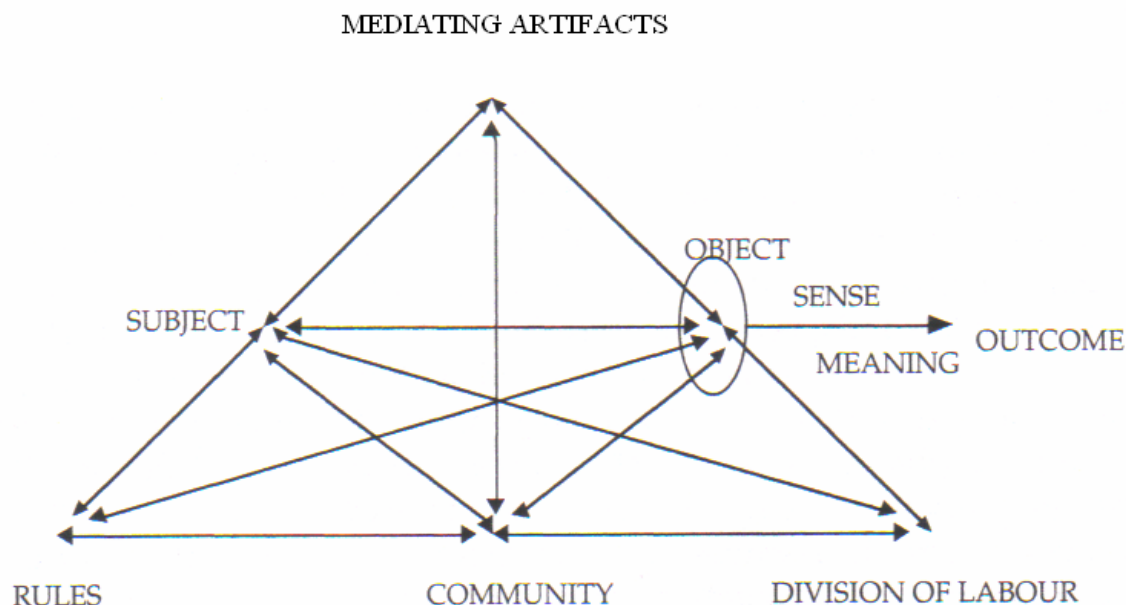 MEDIATING ARTIFACTS
OBJECT
SENSE
SUBJECT
OUTCOME
MEANING
RULES
COMMUNITY
DIVISION OF LABOUR